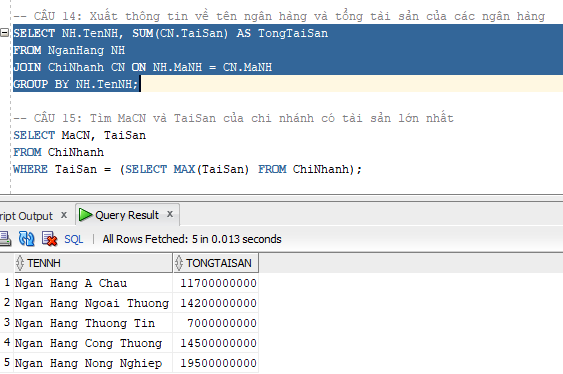 -- CÂU 14: Xuất thông tin về tên ngân hàng và tổng tài sản của các ngân hàng
SELECT NH.TenNH, SUM(CN.TaiSan) AS TongTaiSan
FROM NganHang NH
JOIN ChiNhanh CN ON NH.MaNH = CN.MaNH
GROUP BY NH.TenNH;
-- CÂU 15: Tìm MaCN và TaiSan của chi nhánh có tài sản lớn nhất
SELECT MaCN, TaiSan
FROM ChiNhanh
WHERE TaiSan = (SELECT MAX(TaiSan) FROM ChiNhanh);
ript Output x Query Result x
SQL | All Rows Fetched: 5 in 0.013 seconds
TENNH TONGTAISAN
1 Ngan Hang A Chau 11700000000
2 Ngan Hang Ngoai Thuong 14200000000
3 Ngan Hang Thuong Tin 7000000000
4 Ngan Hang Cong Thuong 14500000000
5 Ngan Hang Nong Nghiep 19500000000